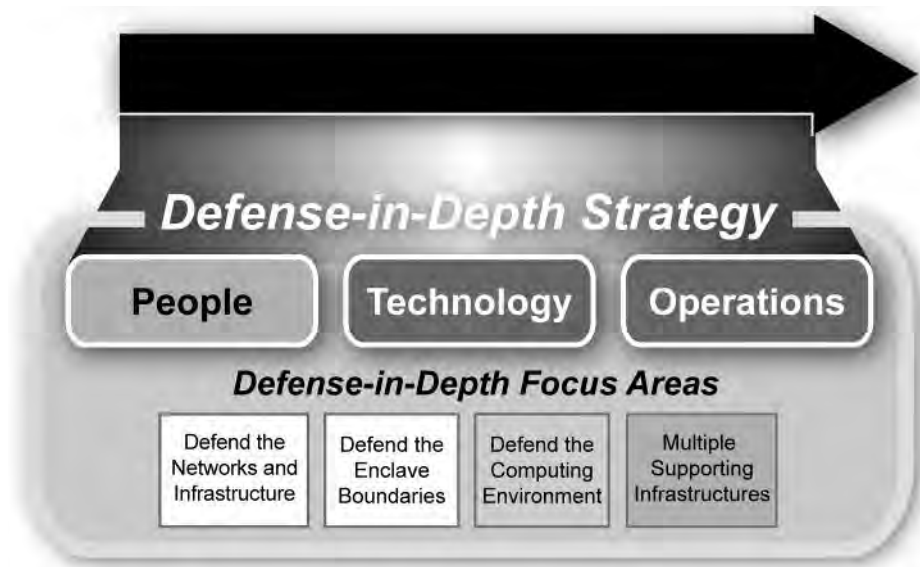 Defense-in-Depth Strategy
People
Technology
Operations
Defense-in-Depth Focus Areas
Defend the
Networks and
Infrastructure
Defend the
Enclave
Boundaries
Defend the
Computing
Environment
Multiple
Supporting
Infrastructures